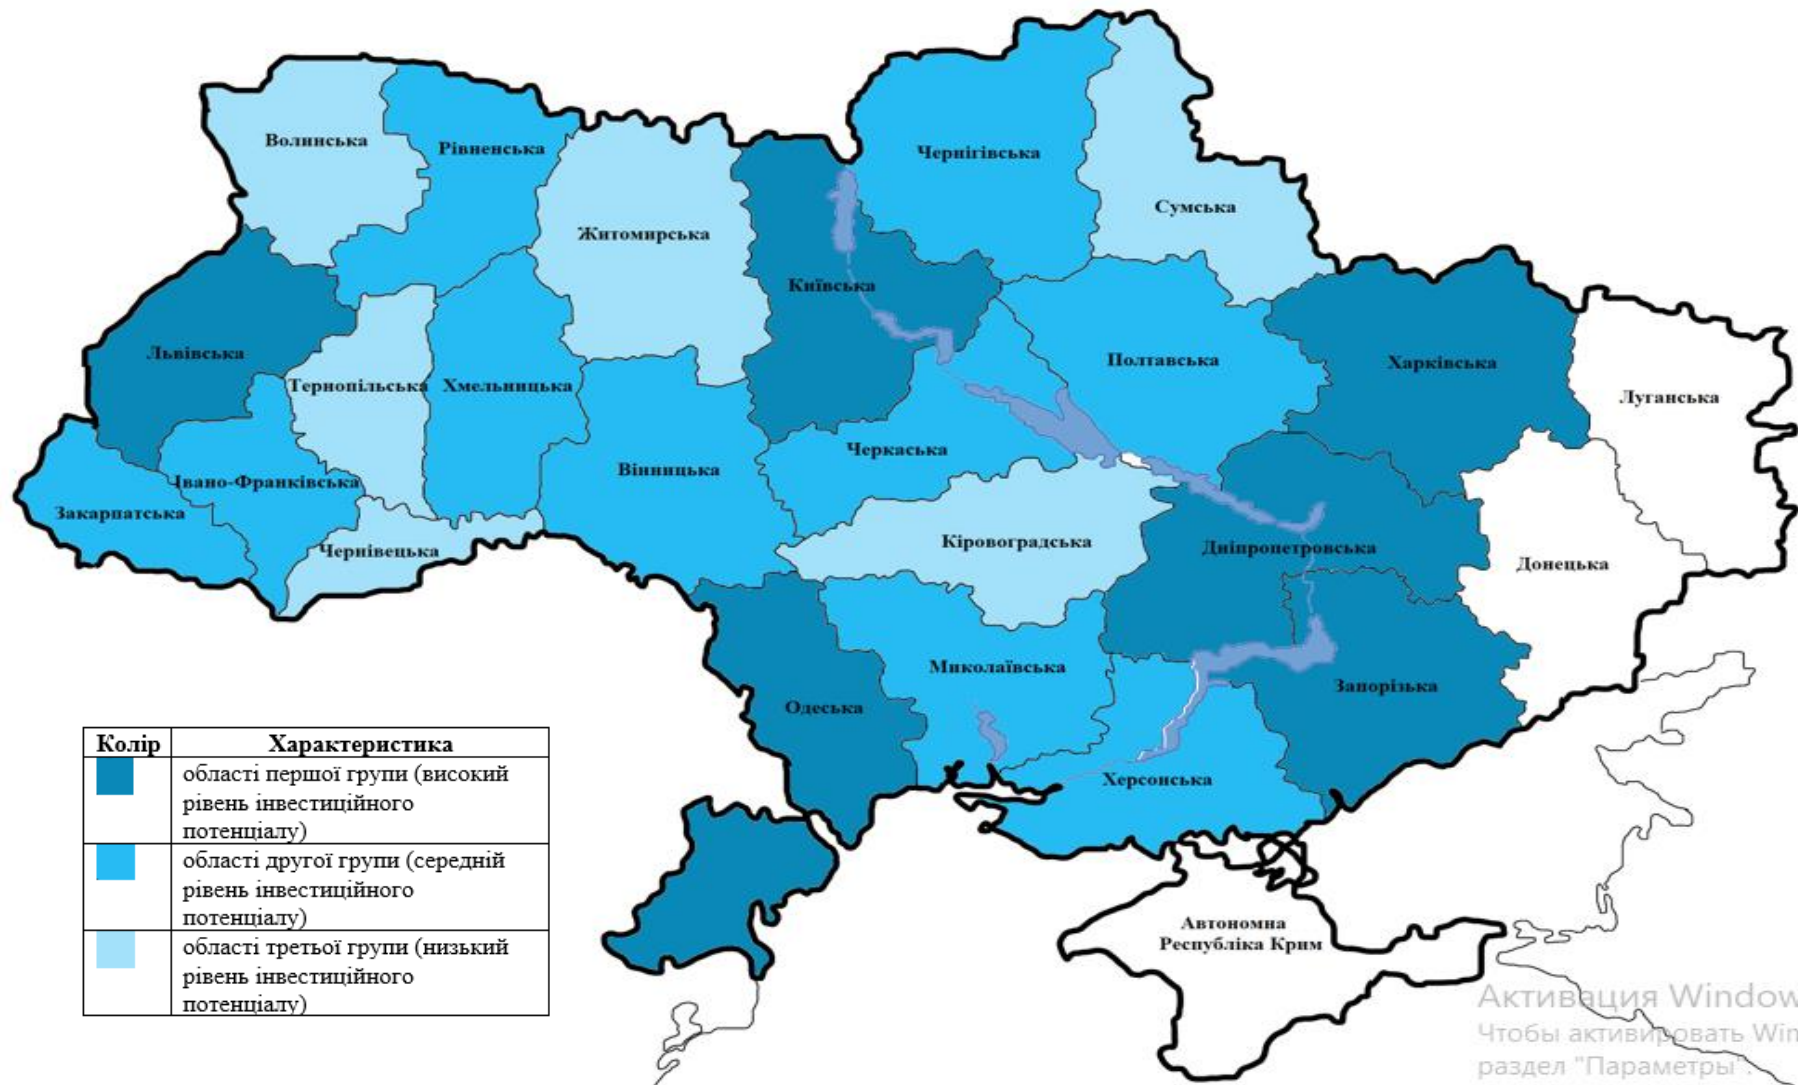 Волинська
Рівненська
Чернігівська
Сумська
Житомирська
Київська
Львівська
Тернопільська
Хмельницька
Полтавська
Харківська
Луганська
Черкаська
Вінницька
Івано-Франківська
Закарпатська
Чернівецька
Кіровоградська
Дніпропетровська
Донецька
Миколаївська
Запорізька
Одеська
Херсонська
Автономна
Республіка Крим
Колір Характеристика
області першої групи (високий
рівень інвестиційного
потенціалу)
області другої групи (середній
рівень інвестиційного
потенціалу)
області третьої групи (низький
рівень інвестиційного
потенціалу)
Активация Window
Чтобы активировать Win
раздел "Параметры".